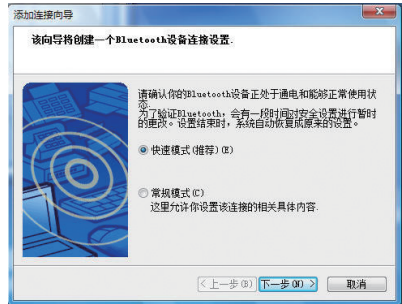 添加连接向导
该向导将创建一个Bluetooth设备连接设置.
请确认你的Bluetooth设备正处于通电和能够正常使用状
态.
为了验证Bluetooth，会有一段时间对安全设置进行暂时
的更改。设置结束时，系统自动恢复成原来的设置。
快速模式(推荐)(E)
常规模式(C)
这里允许你设置该连接的相关具体内容.
<上一步(B)
下一步(N) >
取消